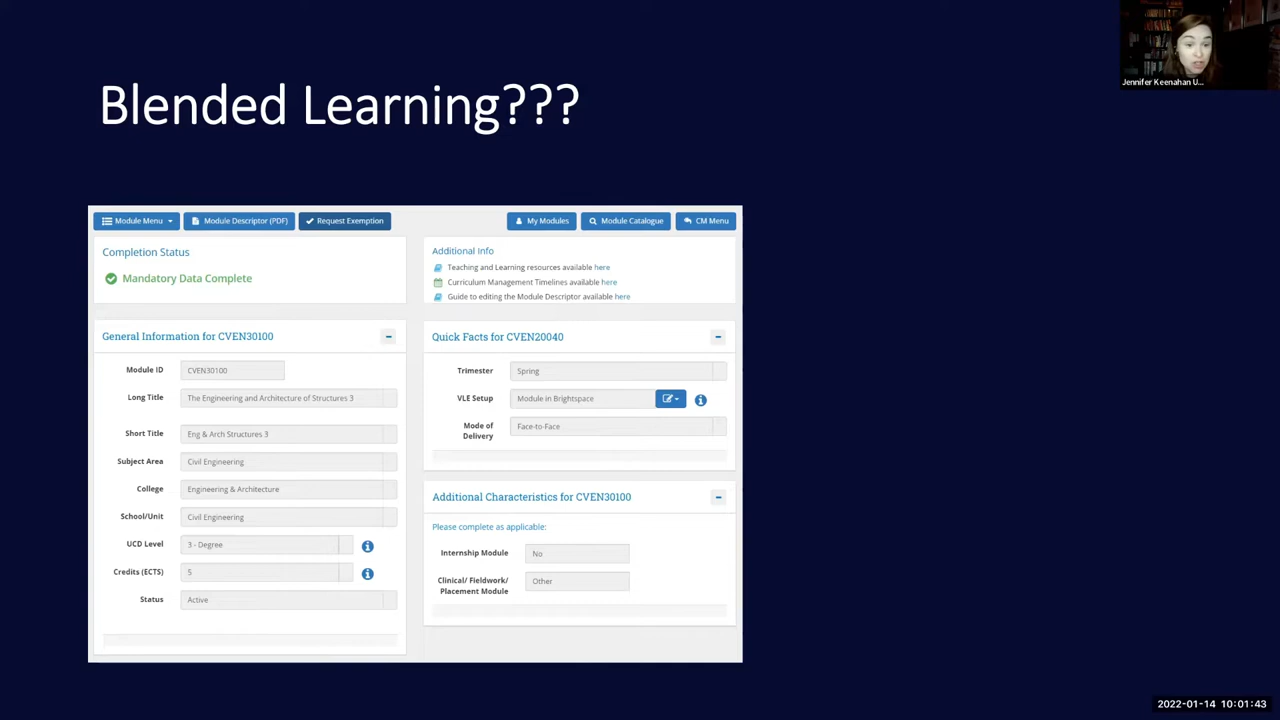 Jennifer Keenahan U...
Blended Learning???
Module Menu
Module Descriptor (PDF)
Request Exemption
My Modules
Module Catalogue
CM Menu
Completion Status
Mandatory Data Complete
Additional Info
Teaching and Learning resources available here
Curriculum Management Timelines available here
Guide to editing the Module Descriptor available here
General Information for CVEN30100
Module ID CVEN30100
Long Title The Engineering and Architecture of Structures 3
Short Title Eng & Arch Structures 3
Subject Area Civil Engineering
College Engineering & Architecture
School/Unit Civil Engineering
UCD Level 3 - Degree
Credits (ECTS) 5
Status Active
Quick Facts for CVEN20040
Trimester Spring
VLE Setup Module in Brightspace
Mode of Delivery Face-to-Face
Additional Characteristics for CVEN30100
Please complete as applicable:
Internship Module No
Clinical/ Fieldwork/ Placement Module Other
2022-01-14 10:01:43